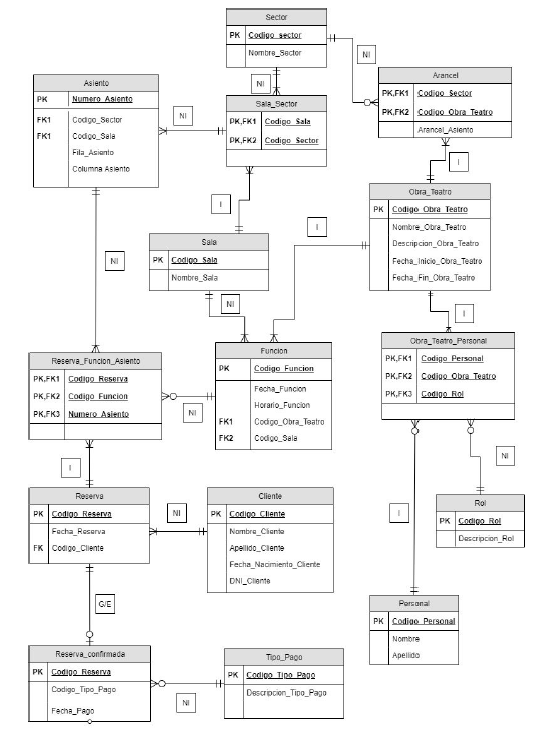 Sector
PK Codigo_sector
Nombre_Sector
NI
Arancel
PK,FK1 Codigo_Sector
PK,FK2 Codigo_Obra_Teatro
Arancel_Asiento
Asiento
PK Numero_Asiento
FK1 Codigo_Sector
FK1 Codigo_Sala
Fila_Asiento
Columna Asiento
NI
NI
Sala_Sector
PK,FK1 Codigo_Sala
PK,FK2 Codigo_Sector
I
I
Obra_Teatro
PK Codigo_Obra_Teatro
Nombre_Obra_Teatro
Descripcion_Obra_Teatro
Fecha_Inicio_Obra_Teatro
Fecha_Fin_Obra_Teatro
I
Sala
PK Codigo_Sala
Nombre_Sala
NI
NI
I
Obra_Teatro_Personal
PK,FK1 Codigo_Personal
PK,FK2 Codigo_Obra_Teatro
PK,FK3 Codigo_Rol
Funcion
PK Codigo_Funcion
Fecha_Funcion
Horario_Funcion
FK1 Codigo_Obra_Teatro
FK2 Codigo_Sala
Reserva_Funcion_Asiento
PK,FK1 Codigo_Reserva
PK,FK2 Codigo_Funcion
PK,FK3 Numero_Asiento
NI
I
NI
Reserva
PK Codigo_Reserva
Fecha_Reserva
FK Codigo_Cliente
NI
Cliente
PK Codigo_Cliente
Nombre_Cliente
Apellido_Cliente
Fecha_Nacimiento_Cliente
DNI_Cliente
I
Rol
PK Codigo_Rol
Descripcion_Rol
G/E
Personal
PK Codigo_Personal
Nombre
Apellido
Reserva_confirmada
PK Codigo_Reserva
Codigo_Tipo_Pago
Fecha_Pago
NI
Tipo_Pago
PK Codigo_Tipo_Pago
Descripcion_Tipo_Pago